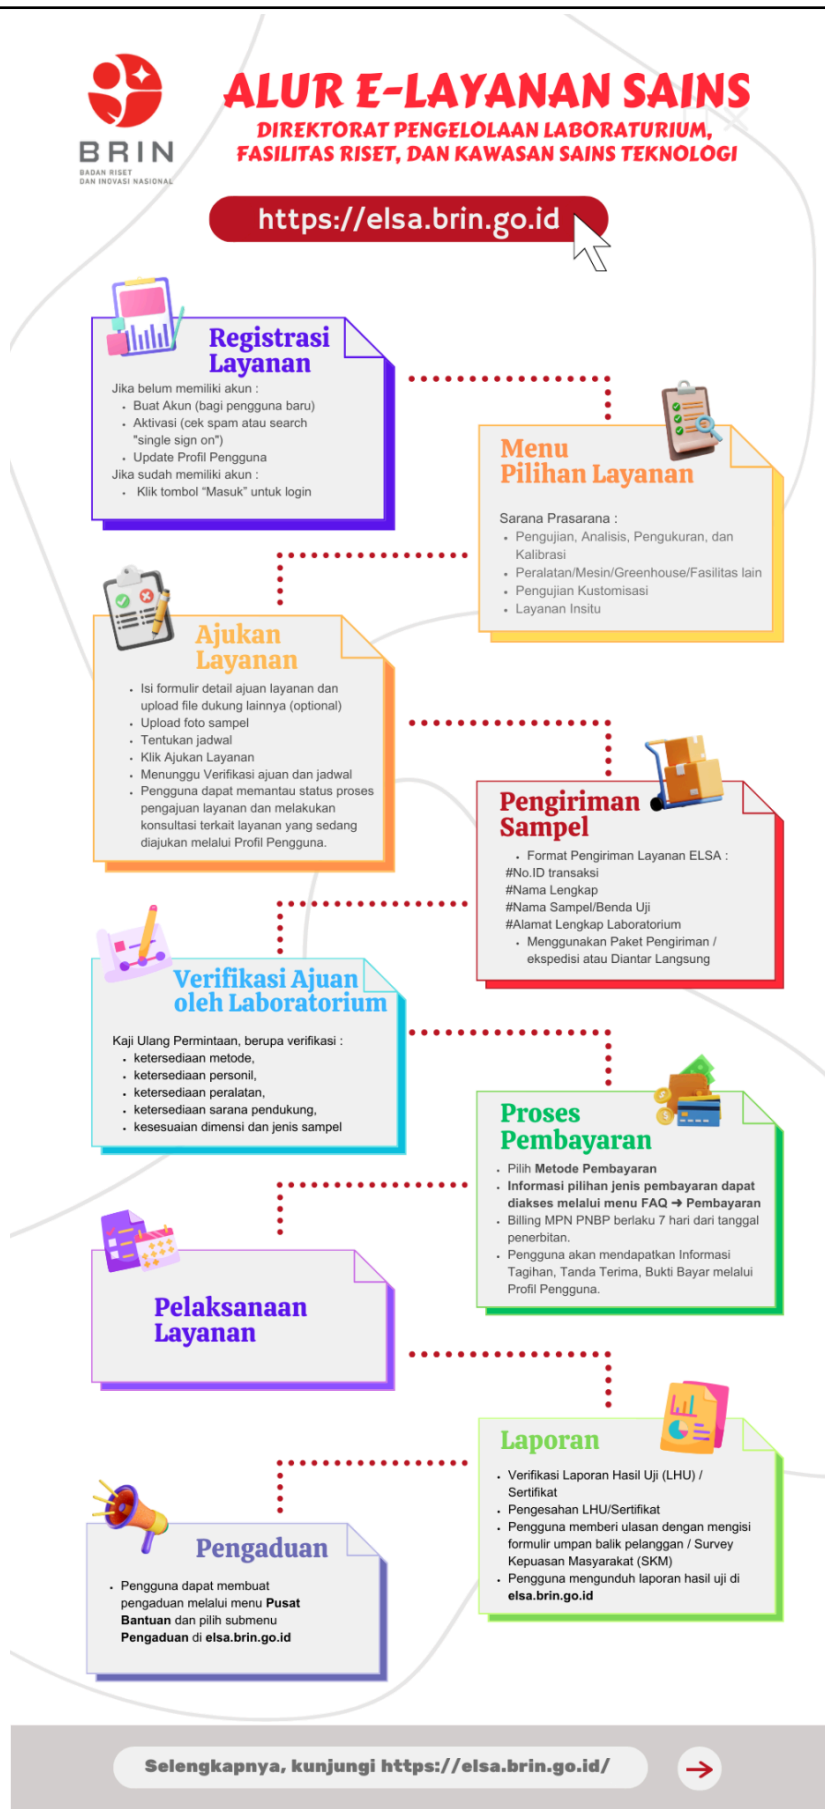 ALUR E-LAYANAN SAINS
DIREKTORAT PENGELOLAAN LABORATURIUM,
FASILITAS RISET, DAN KAWASAN SAINS TEKNOLOGI
BRIN
BADAN RISET
DAN INOVASI NASIONAL
https://elsa.brin.go.id
Registrasi
Layanan
Jika belum memiliki akun :
• Buat Akun (bagi pengguna baru)
• Aktivasi (cek spam atau search
"single sign on")
• Update Profil Pengguna
Jika sudah memiliki akun :
• Klik tombol “Masuk” untuk login
Menu
Pilihan Layanan
Sarana Prasarana :
• Pengujian, Analisis, Pengukuran, dan
Kalibrasi
• Peralatan/Mesin/Greenhouse/Fasilitas lain
• Pengujian Kustomisasi
• Layanan Insitu
Ajukan
Layanan
• Isi formulir detail ajuan layanan dan
upload file dukung lainnya (optional)
• Upload foto sampel
• Tentukan jadwal
• Klik Ajukan Layanan
• Menunggu Verifikasi ajuan dan jadwal
• Pengguna dapat memantau status proses
pengajuan layanan dan melakukan
konsultasi terkait layanan yang sedang
diajukan melalui Profil Pengguna.
Pengiriman
Sampel
• Format Pengiriman Layanan ELSA :
#No.ID transaksi
#Nama Lengkap
#Nama Sampel/Benda Uji
#Alamat Lengkap Laboratorium
• Menggunakan Paket Pengiriman /
ekspedisi atau Diantar Langsung
Verifikasi Ajuan
oleh Laboratorium
Kaji Ulang Permintaan, berupa verifikasi :
• ketersediaan metode,
• ketersediaan personil,
• ketersediaan peralatan,
• ketersediaan sarana pendukung,
• kesesuaian dimensi dan jenis sampel
Proses
Pembayaran
• Pilih Metode Pembayaran
• Informasi pilihan jenis pembayaran dapat
diakses melalui menu FAQ ➜ Pembayaran
• Billing MPN PNBP berlaku 7 hari dari tanggal
penerbitan.
• Pengguna akan mendapatkan Informasi
Tagihan, Tanda Terima, Bukti Bayar melalui
Profil Pengguna.
Pelaksanaan
Layanan
Laporan
• Verifikasi Laporan Hasil Uji (LHU) /
Sertifikat
• Pengesahan LHU/Sertifikat
• Pengguna memberi ulasan dengan mengisi
formulir umpan balik pelanggan / Survey
Kepuasan Masyarakat (SKM)
• Pengguna mengunduh laporan hasil uji di
elsa.brin.go.id
Pengaduan
• Pengguna dapat membuat
pengaduan melalui menu Pusat
Bantuan dan pilih submenu
Pengaduan di elsa.brin.go.id
Selengkapnya, kunjungi https://elsa.brin.go.id/